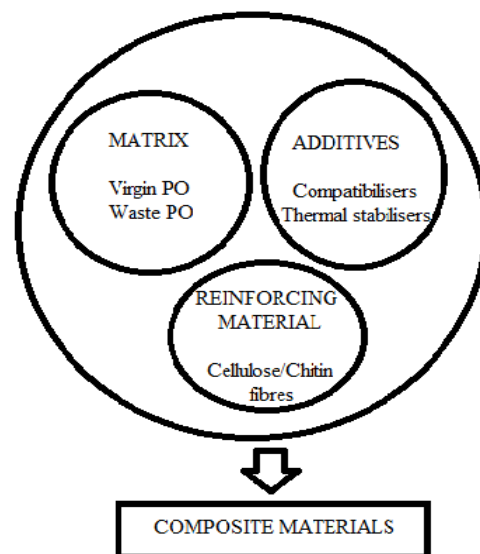 MATRIX
Virgin PO
Waste PO
ADDITIVES
Compatibilisers
Thermal stabilisers
REINFORCING
MATERIAL
Cellulose/Chitin
fibres
COMPOSITE MATERIALS